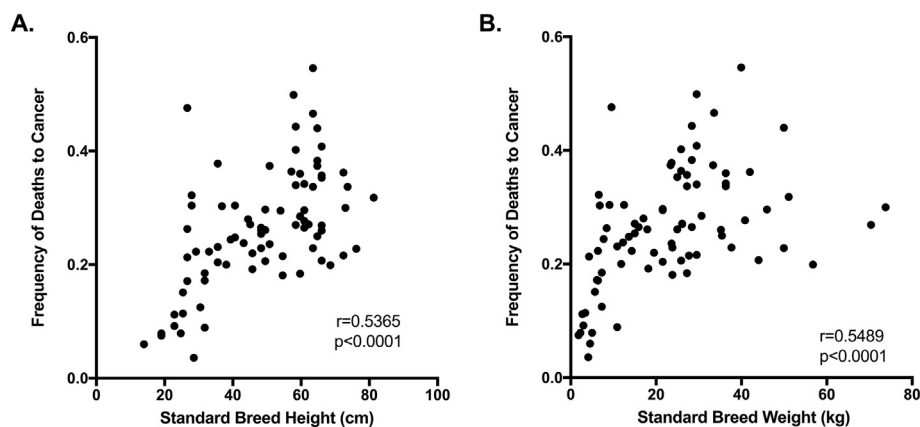 A.
0.6
0.4
0.2
0.0
0
20
40
60
80
100
Frequency of Deaths to Cancer
Standard Breed Height (cm)
r=0.5365
p<0.0001
B.
0.6
0.4
0.2
0.0
0
20
40
60
80
Frequency of Deaths to Cancer
Standard Breed Weight (kg)
r=0.5489
p<0.0001